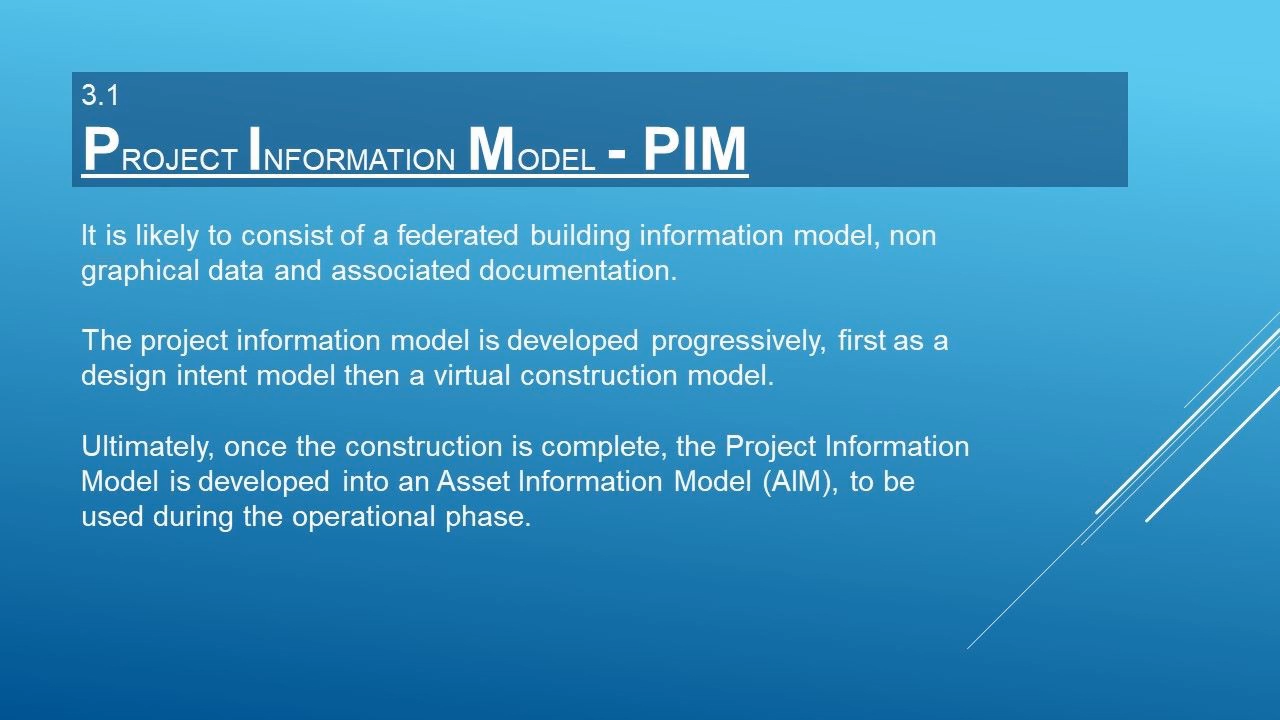 3.1
PROJECT INFORMATION MODEL - PIM
It is likely to consist of a federated building information model, non
graphical data and associated documentation.
The project information model is developed progressively, first as a
design intent model then a virtual construction model.
Ultimately, once the construction is complete, the Project Information
Model is developed into an Asset Information Model (AIM), to be
used during the operational phase.